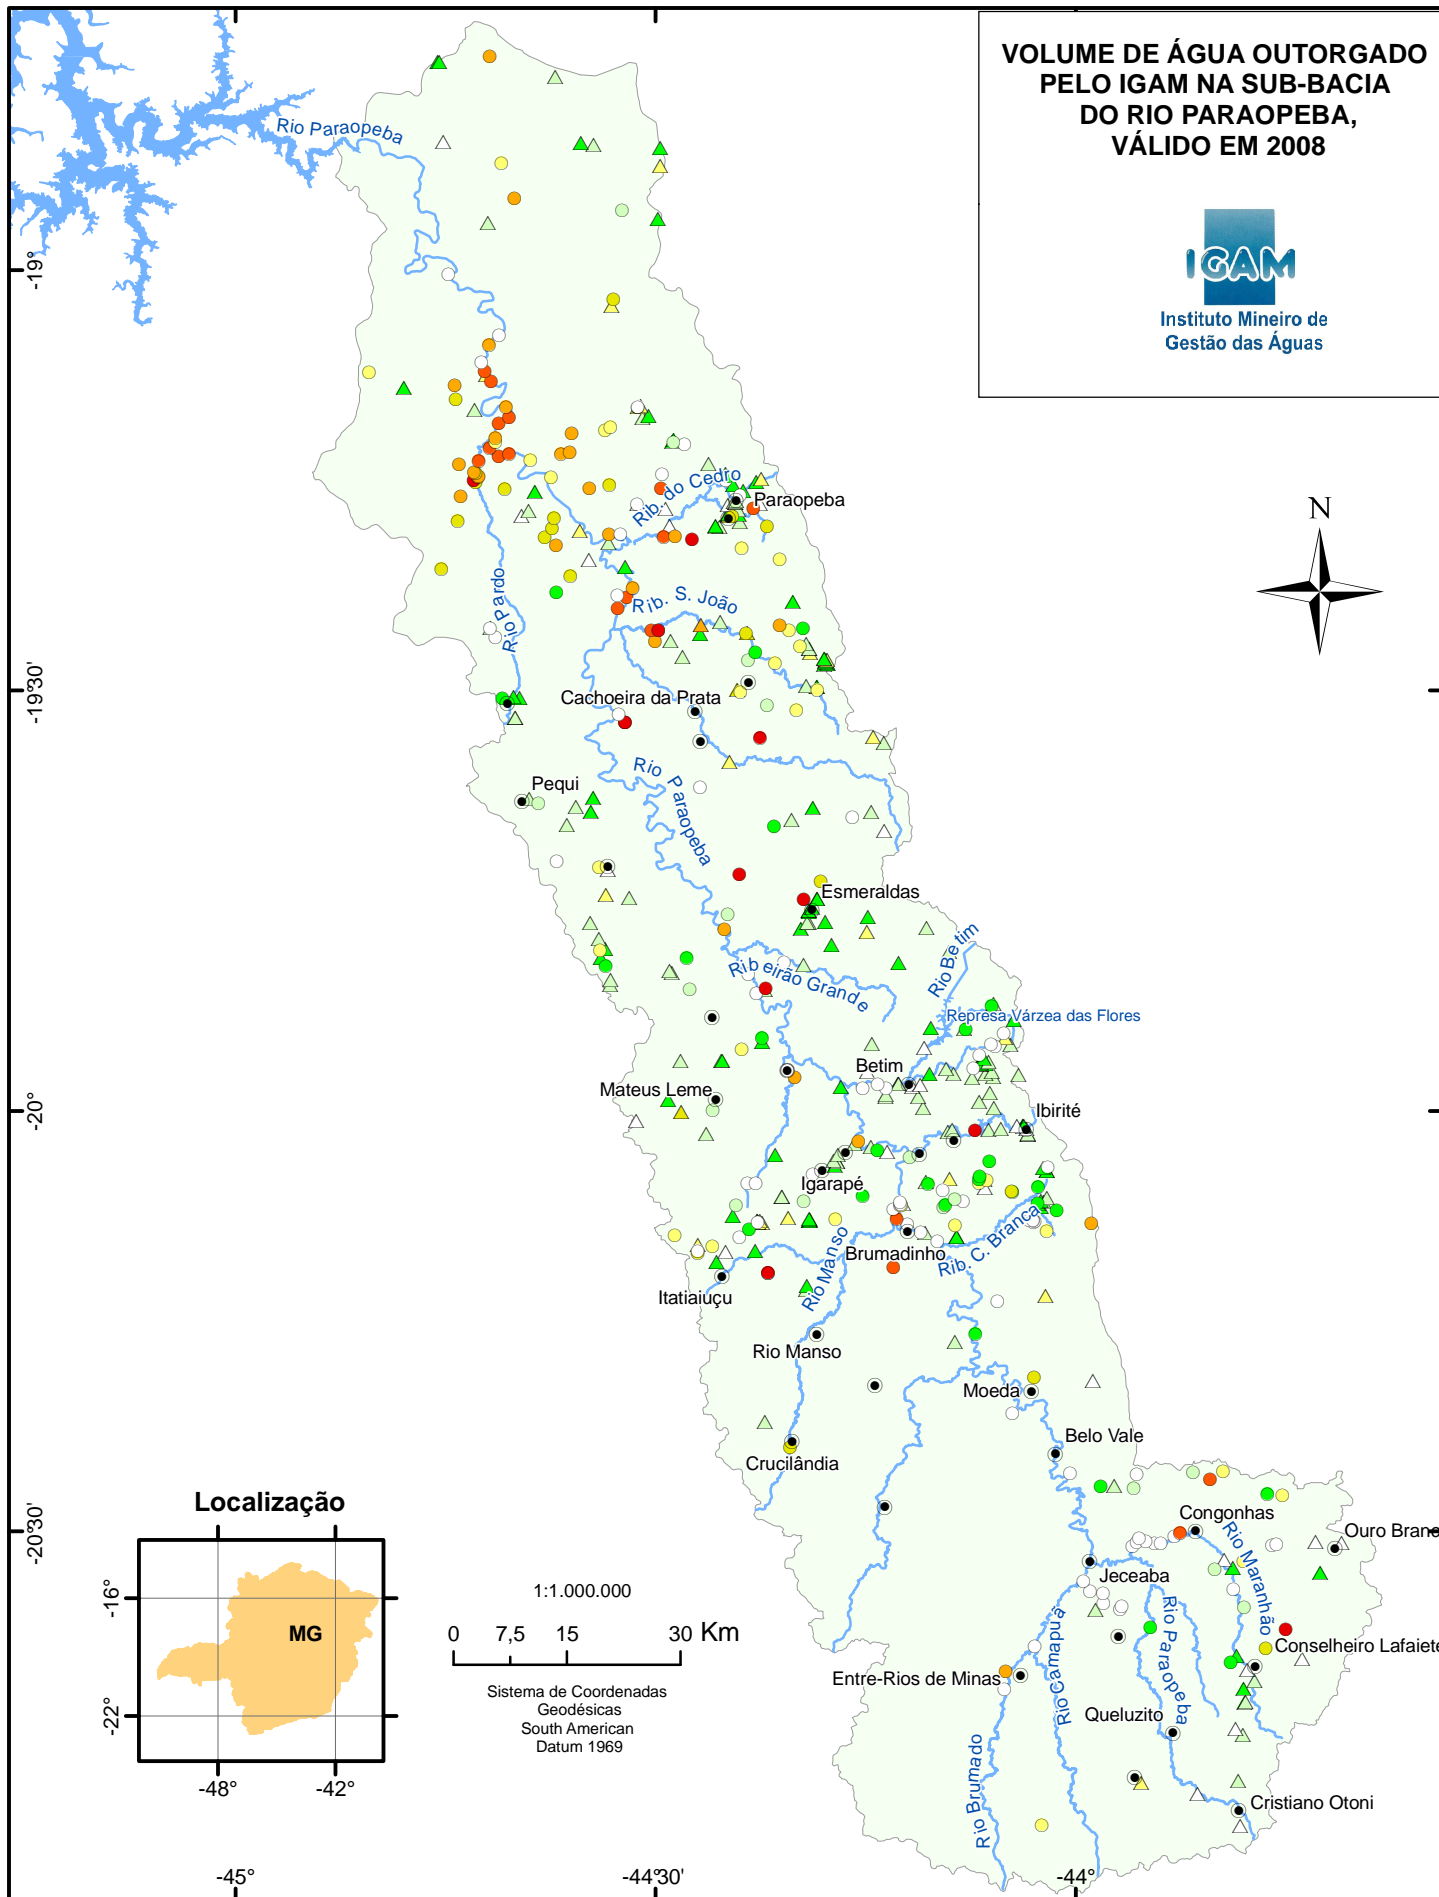 VOLUME DE ÁGUA OUTORGADO
PELO IGAM NA SUB-BACIA
DO RIO PARAOPEBA,
VÁLIDO EM 2008
IGAM
Instituto Mineiro de
Gestão das Águas
Rio Paraopeba
-19°
Rib. do Cedro
Paraopeba
N
Rio Pardo
Rib. S. João
-19°30'
Cachoeira da Prata
Rio Paraopeba
Pequi
Esmeraldas
Rio Betim
Ribeirão Grande
Represa Várzea das Flores
Betim
Mateus Leme
-20°
Ibirité
Igarapé
Rib. C. Branca
Brumadinho
Rio Manso
Itatiaiuçu
Rio Manso
Moeda
Belo Vale
Crucilândia
Localização
Congonhas
-20°30'
Ouro Branc
Rio Maranhão
Jeceaba
-16°
MG
-22°
-48°
-42°
1:1.000.000
0 7,5 15 30 Km
Sistema de Coordenadas
Geodésicas
South American
Datum 1969
Rio Camapuã
Rio Paraopeba
Conselheiro Lafaiete
Entre-Rios de Minas
Queluzito
Rio Brumado
Cristiano Otoni
-45°
-44°30'
-44°